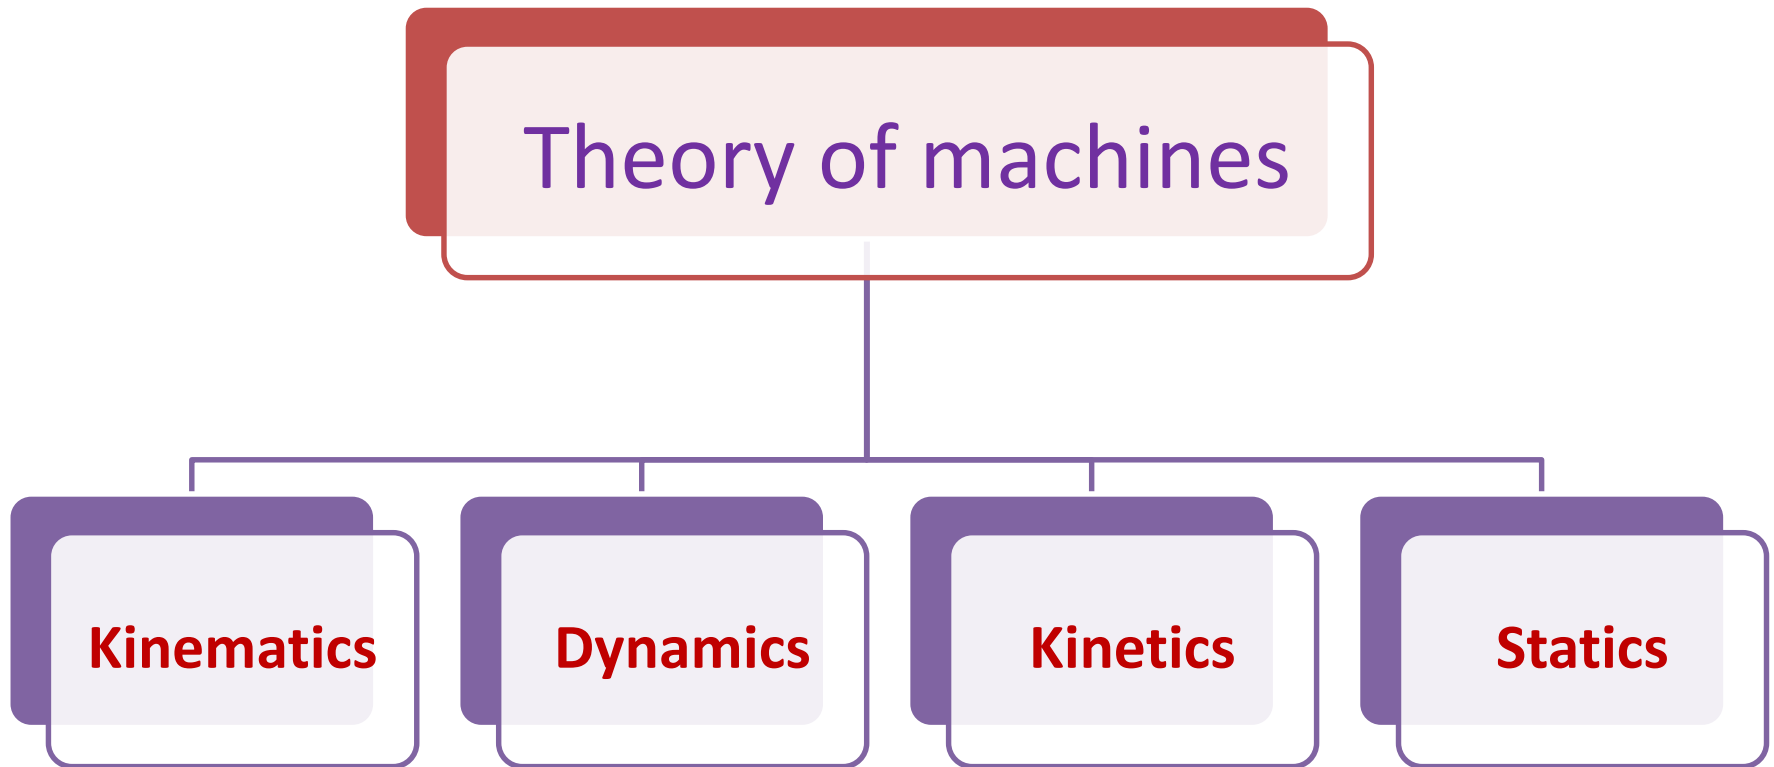 Theory of machines
Kinematics
Dynamics
Kinetics
Statics